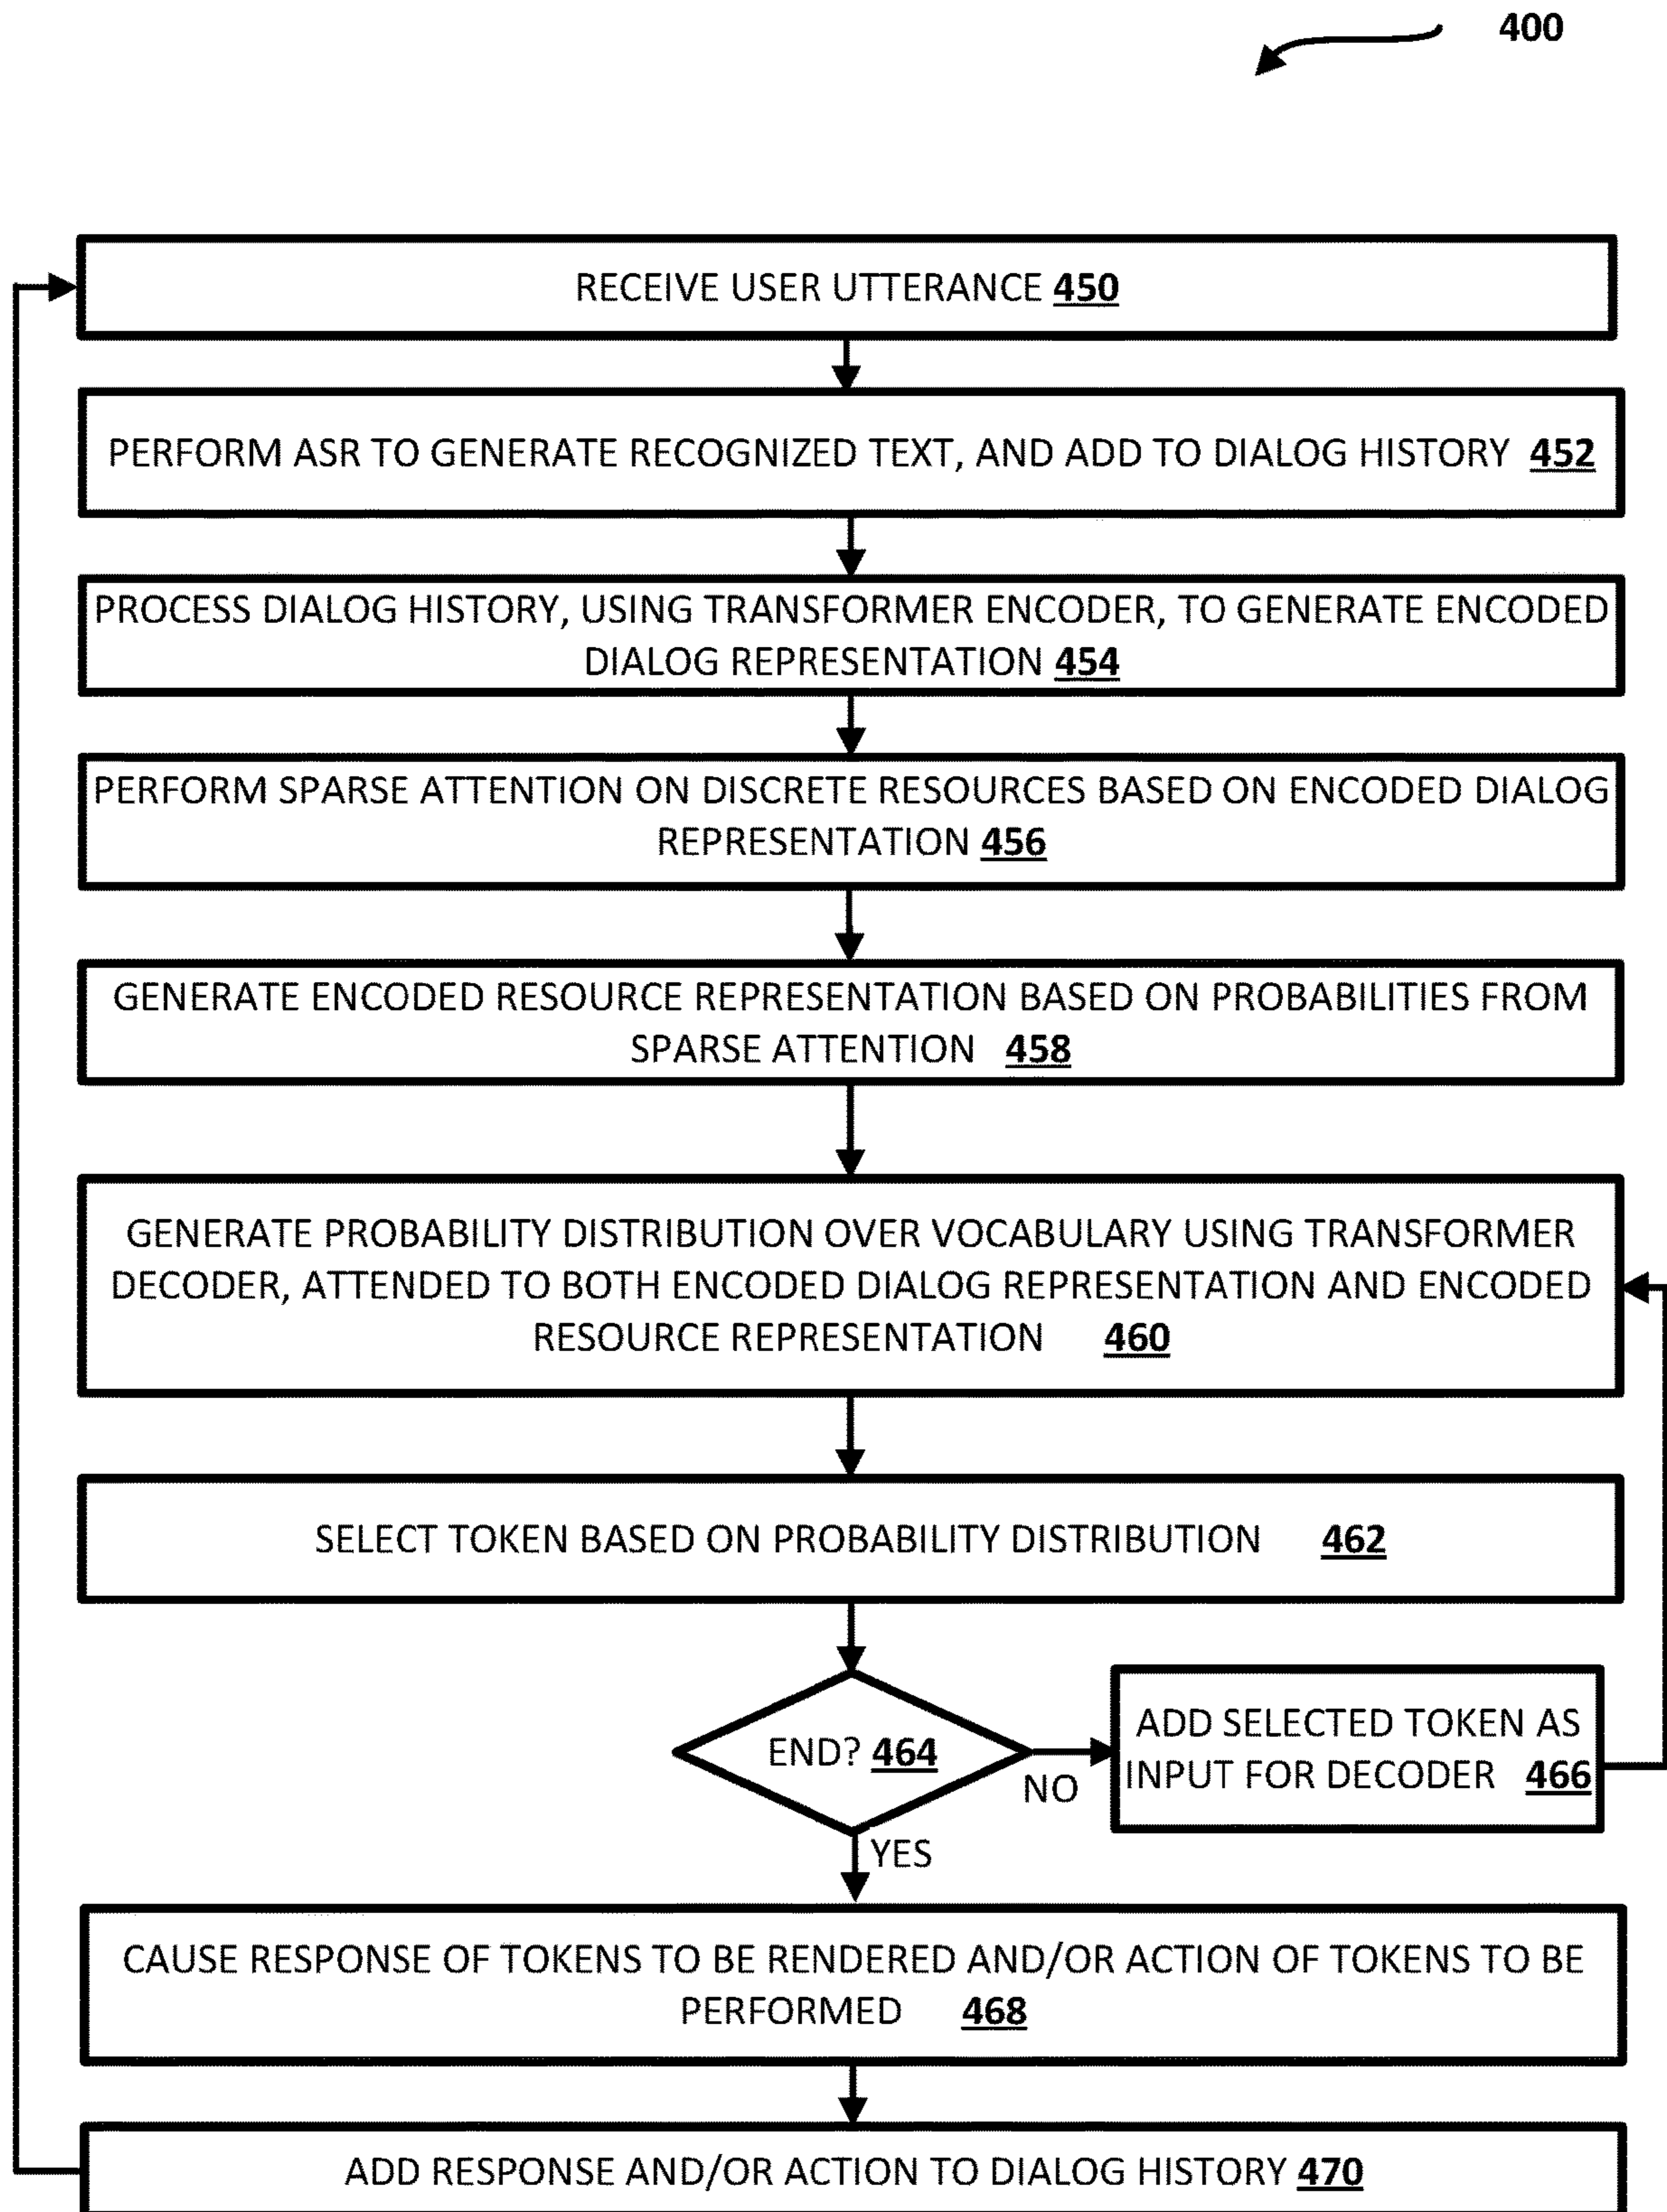 400
RECEIVE USER UTTERANCE 450
PERFORM ASR TO GENERATE RECOGNIZED TEXT, AND ADD TO DIALOG HISTORY 452
PROCESS DIALOG HISTORY, USING TRANSFORMER ENCODER, TO GENERATE ENCODED
DIALOG REPRESENTATION 454
PERFORM SPARSE ATTENTION ON DISCRETE RESOURCES BASED ON ENCODED DIALOG
REPRESENTATION 456
GENERATE ENCODED RESOURCE REPRESENTATION BASED ON PROBABILITIES FROM
SPARSE ATTENTION 458
GENERATE PROBABILITY DISTRIBUTION OVER VOCABULARY USING TRANSFORMER
DECODER, ATTENDED TO BOTH ENCODED DIALOG REPRESENTATION AND ENCODED
RESOURCE REPRESENTATION 460
SELECT TOKEN BASED ON PROBABILITY DISTRIBUTION 462
END? 464
NO
ADD SELECTED TOKEN AS
INPUT FOR DECODER 466
YES
CAUSE RESPONSE OF TOKENS TO BE RENDERED AND/OR ACTION OF TOKENS TO BE
PERFORMED 468
ADD RESPONSE AND/OR ACTION TO DIALOG HISTORY 470